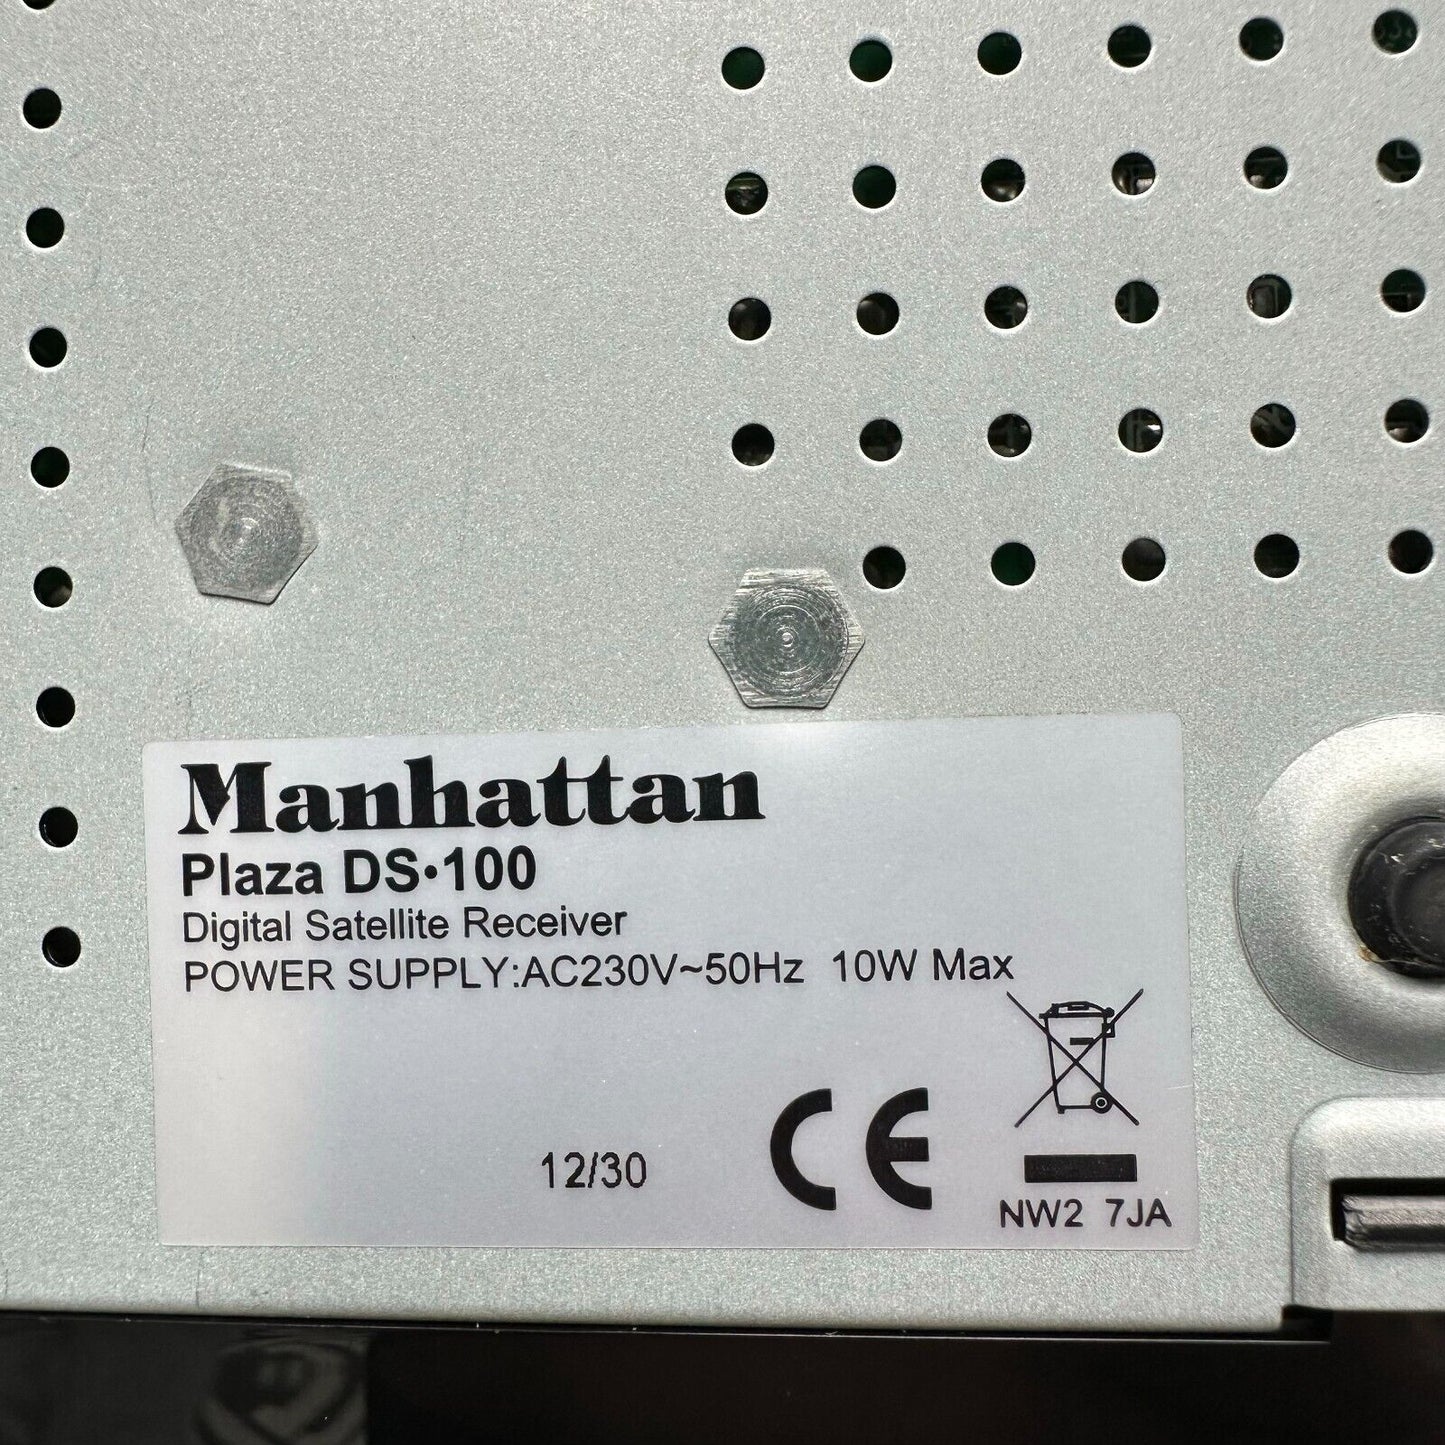 Manhattan
Plaza DS•100
Digital Satellite Receiver
POWER SUPPLY:AC230V~50Hz 10W Max
12/30
CE
NW2 7JA